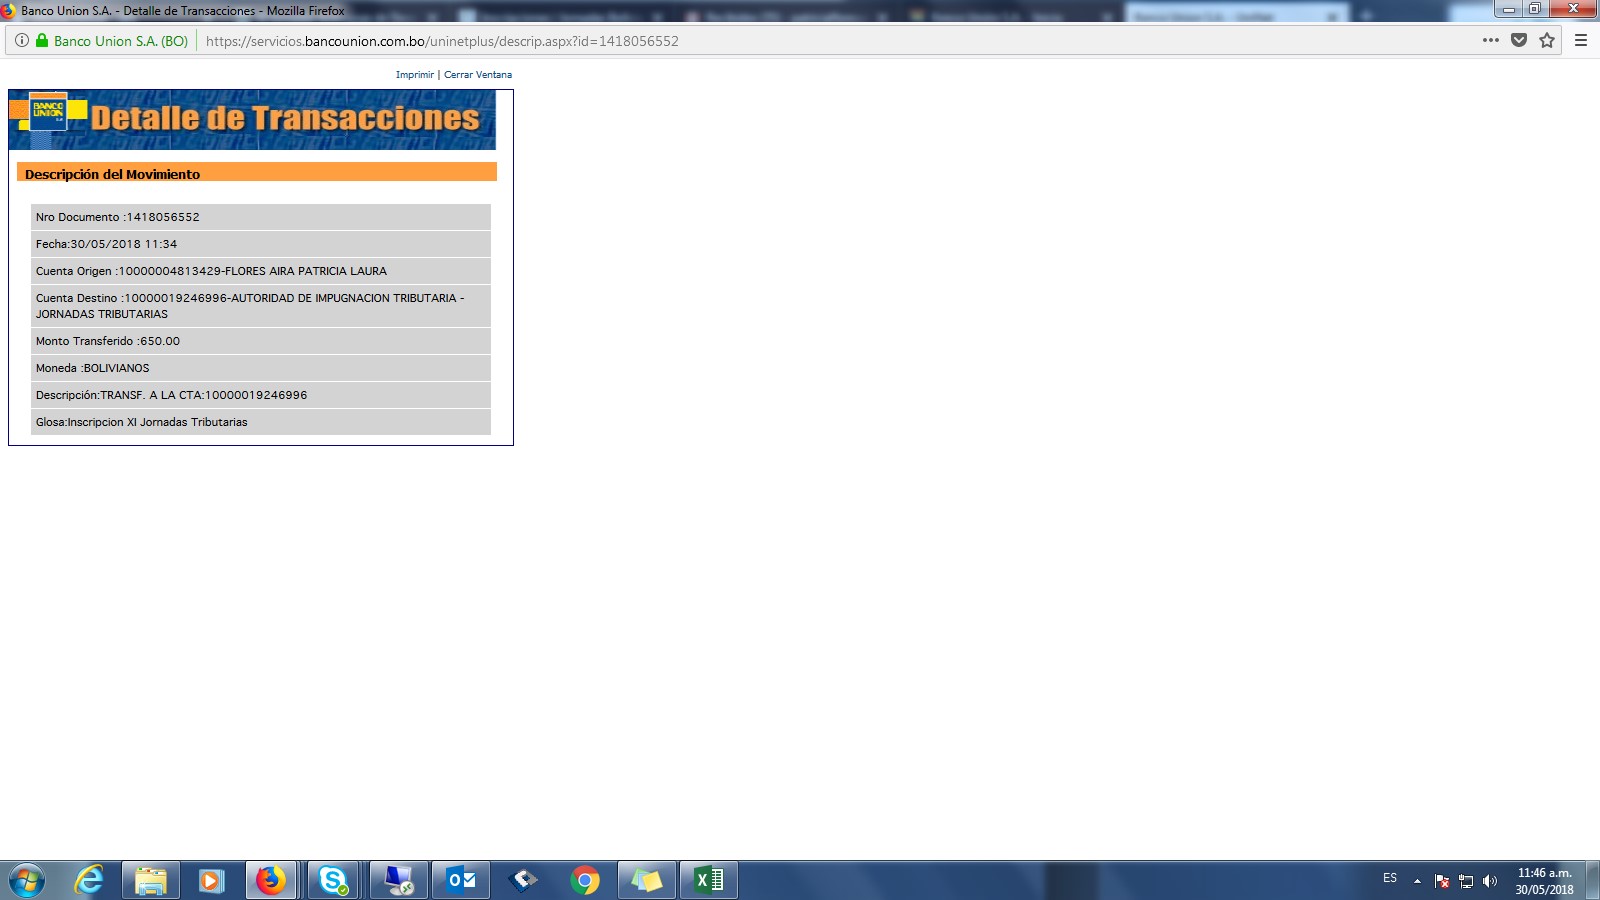 Banco Union S.A. - Detalle de Transacciones - Mozilla Firefox
Banco Union S.A. (BO)
https://servicios.bancounion.com.bo/uninetplus/descrip.aspx?id=1418056552
Imprimir | Cerrar Ventana
BANCO
UNION
Detalle de Transacciones
Descripción del Movimiento
Nro Documento :1418056552
Fecha:30/05/2018 11:34
Cuenta Origen :10000004813429-FLORES AIRA PATRICIA LAURA
Cuenta Destino :10000019246996-AUTORIDAD DE IMPUGNACION TRIBUTARIA -
JORNADAS TRIBUTARIAS
Monto Transferido :650.00
Moneda :BOLIVIANOS
Descripción:TRANSF. A LA CTA:10000019246996
Glosa:Inscripcion XI Jornadas Tributarias
ES
11:46 a.m.
30/05/2018